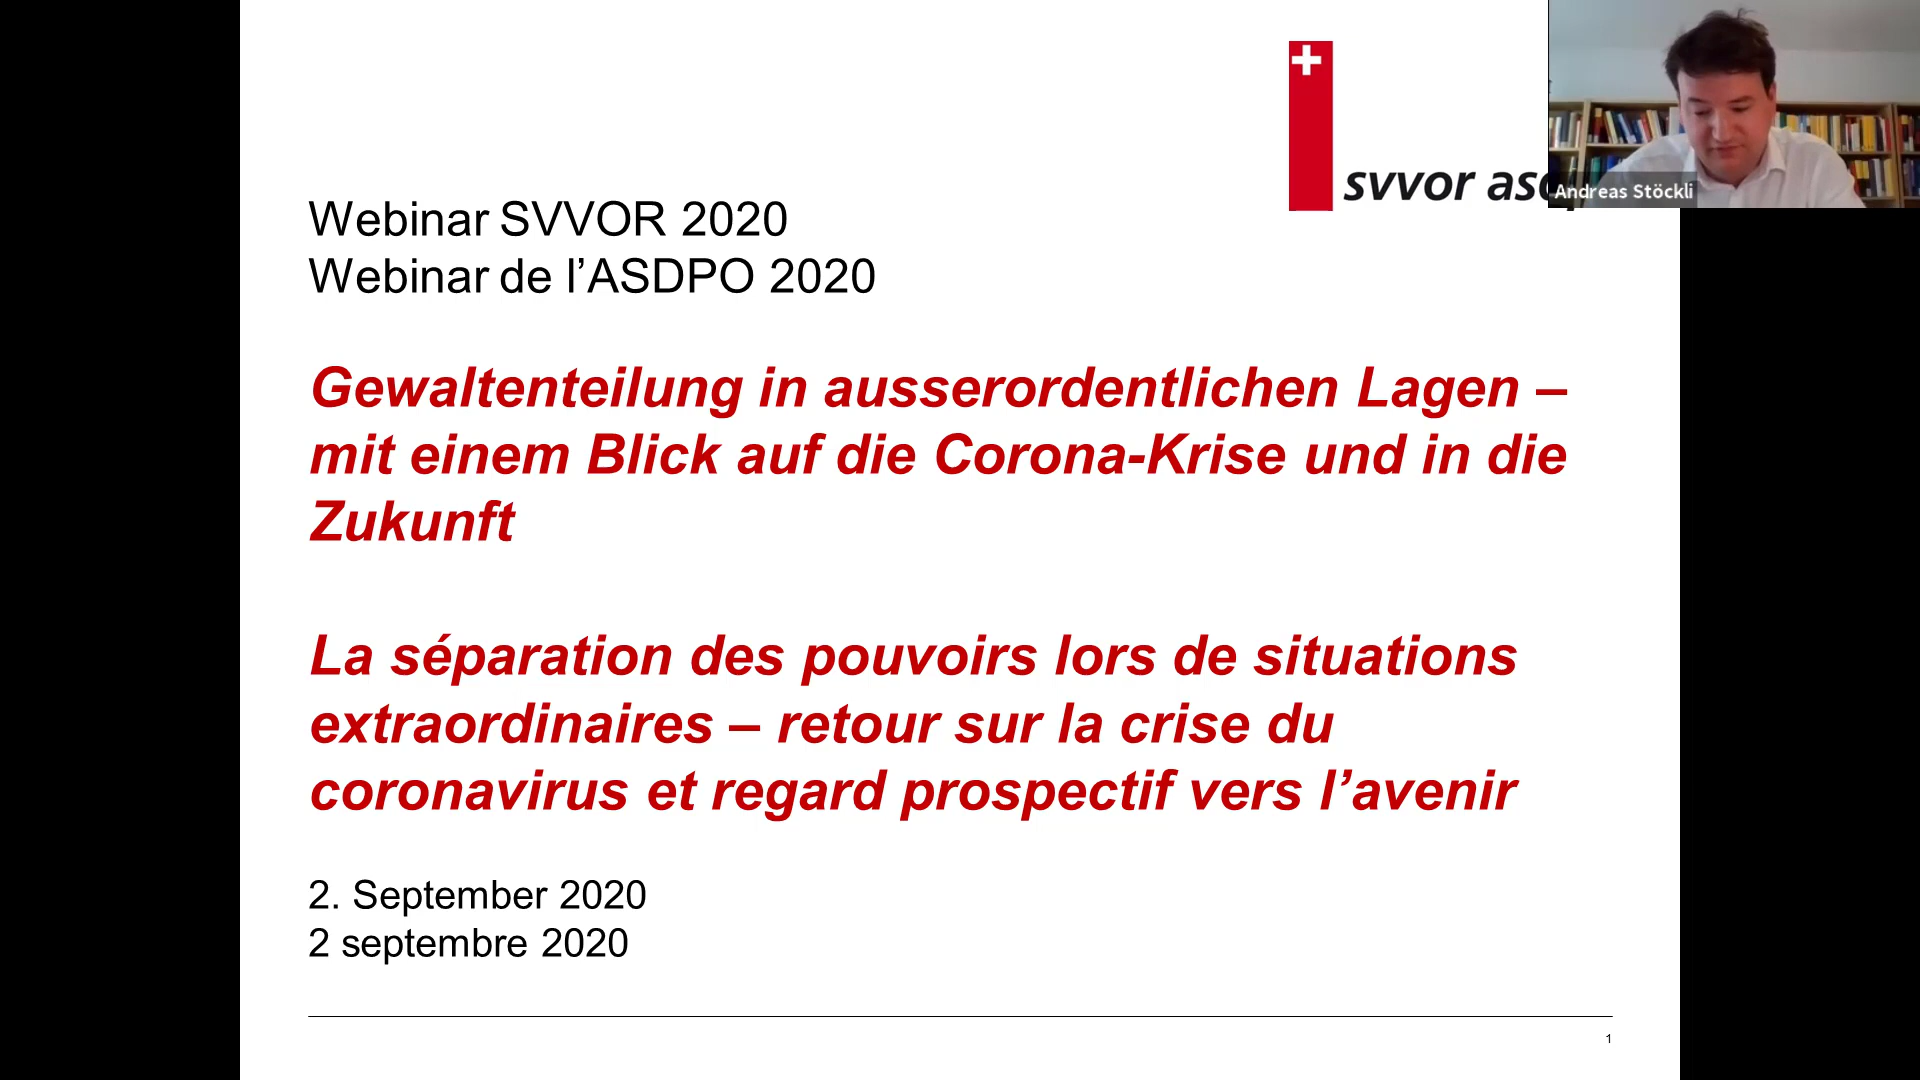 svvor
Andreas Stöckli
Webinar SVVOR 2020
Webinar de l’ASDPO 2020
Gewaltenteilung in ausserordentlichen Lagen –
mit einem Blick auf die Corona-Krise und in die
Zukunft
La séparation des pouvoirs lors de situations
extraordinaires – retour sur la crise du
coronavirus et regard prospectif vers l’avenir
2. September 2020
2 septembre 2020
1